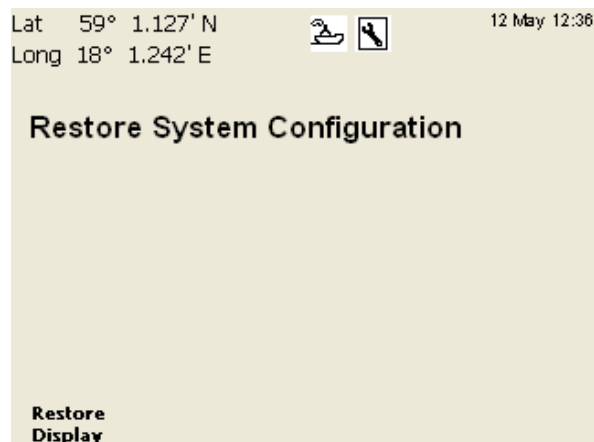 Lat 59° 1.127' N
Long 18° 1.242' E
12 May 12:36
Restore System Configuration
Restore
Display